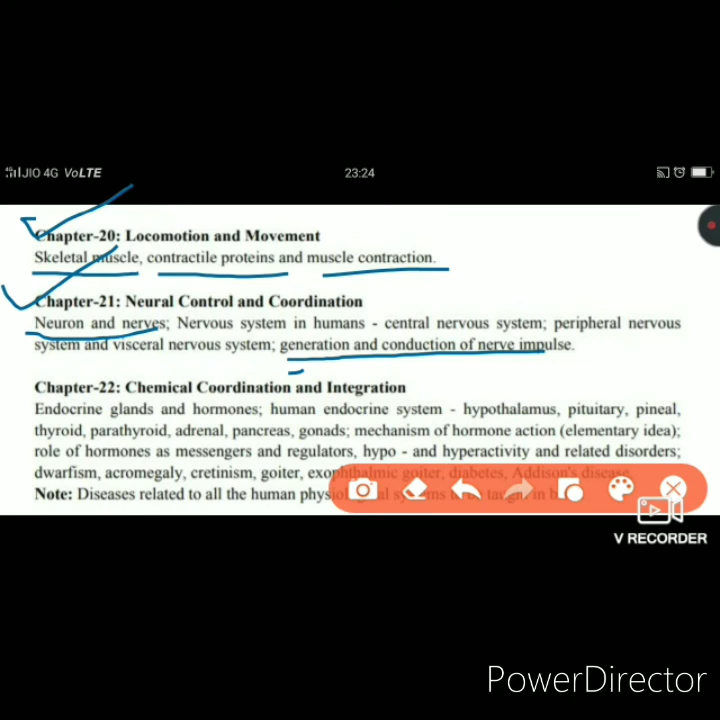 JIO 4G VoLTE 23:24
Chapter-20: Locomotion and Movement
Skeletal muscle, contractile proteins and muscle contraction.
Chapter-21: Neural Control and Coordination
Neuron and nerves; Nervous system in humans - central nervous system; peripheral nervous
system and visceral nervous system; generation and conduction of nerve impulse.
Chapter-22: Chemical Coordination and Integration
Endocrine glands and hormones; human endocrine system - hypothalamus, pituitary, pineal,
thyroid, parathyroid, adrenal, pancreas, gonads; mechanism of hormone action (elementary idea);
role of hormones as messengers and regulators, hypo - and hyperactivity and related disorders;
dwarfism, acromegaly, cretinism, goiter, exophthalmic goiter, diabetes, Addison's disease.
Note: Diseases related to all the human
V RECORDER
PowerDirector